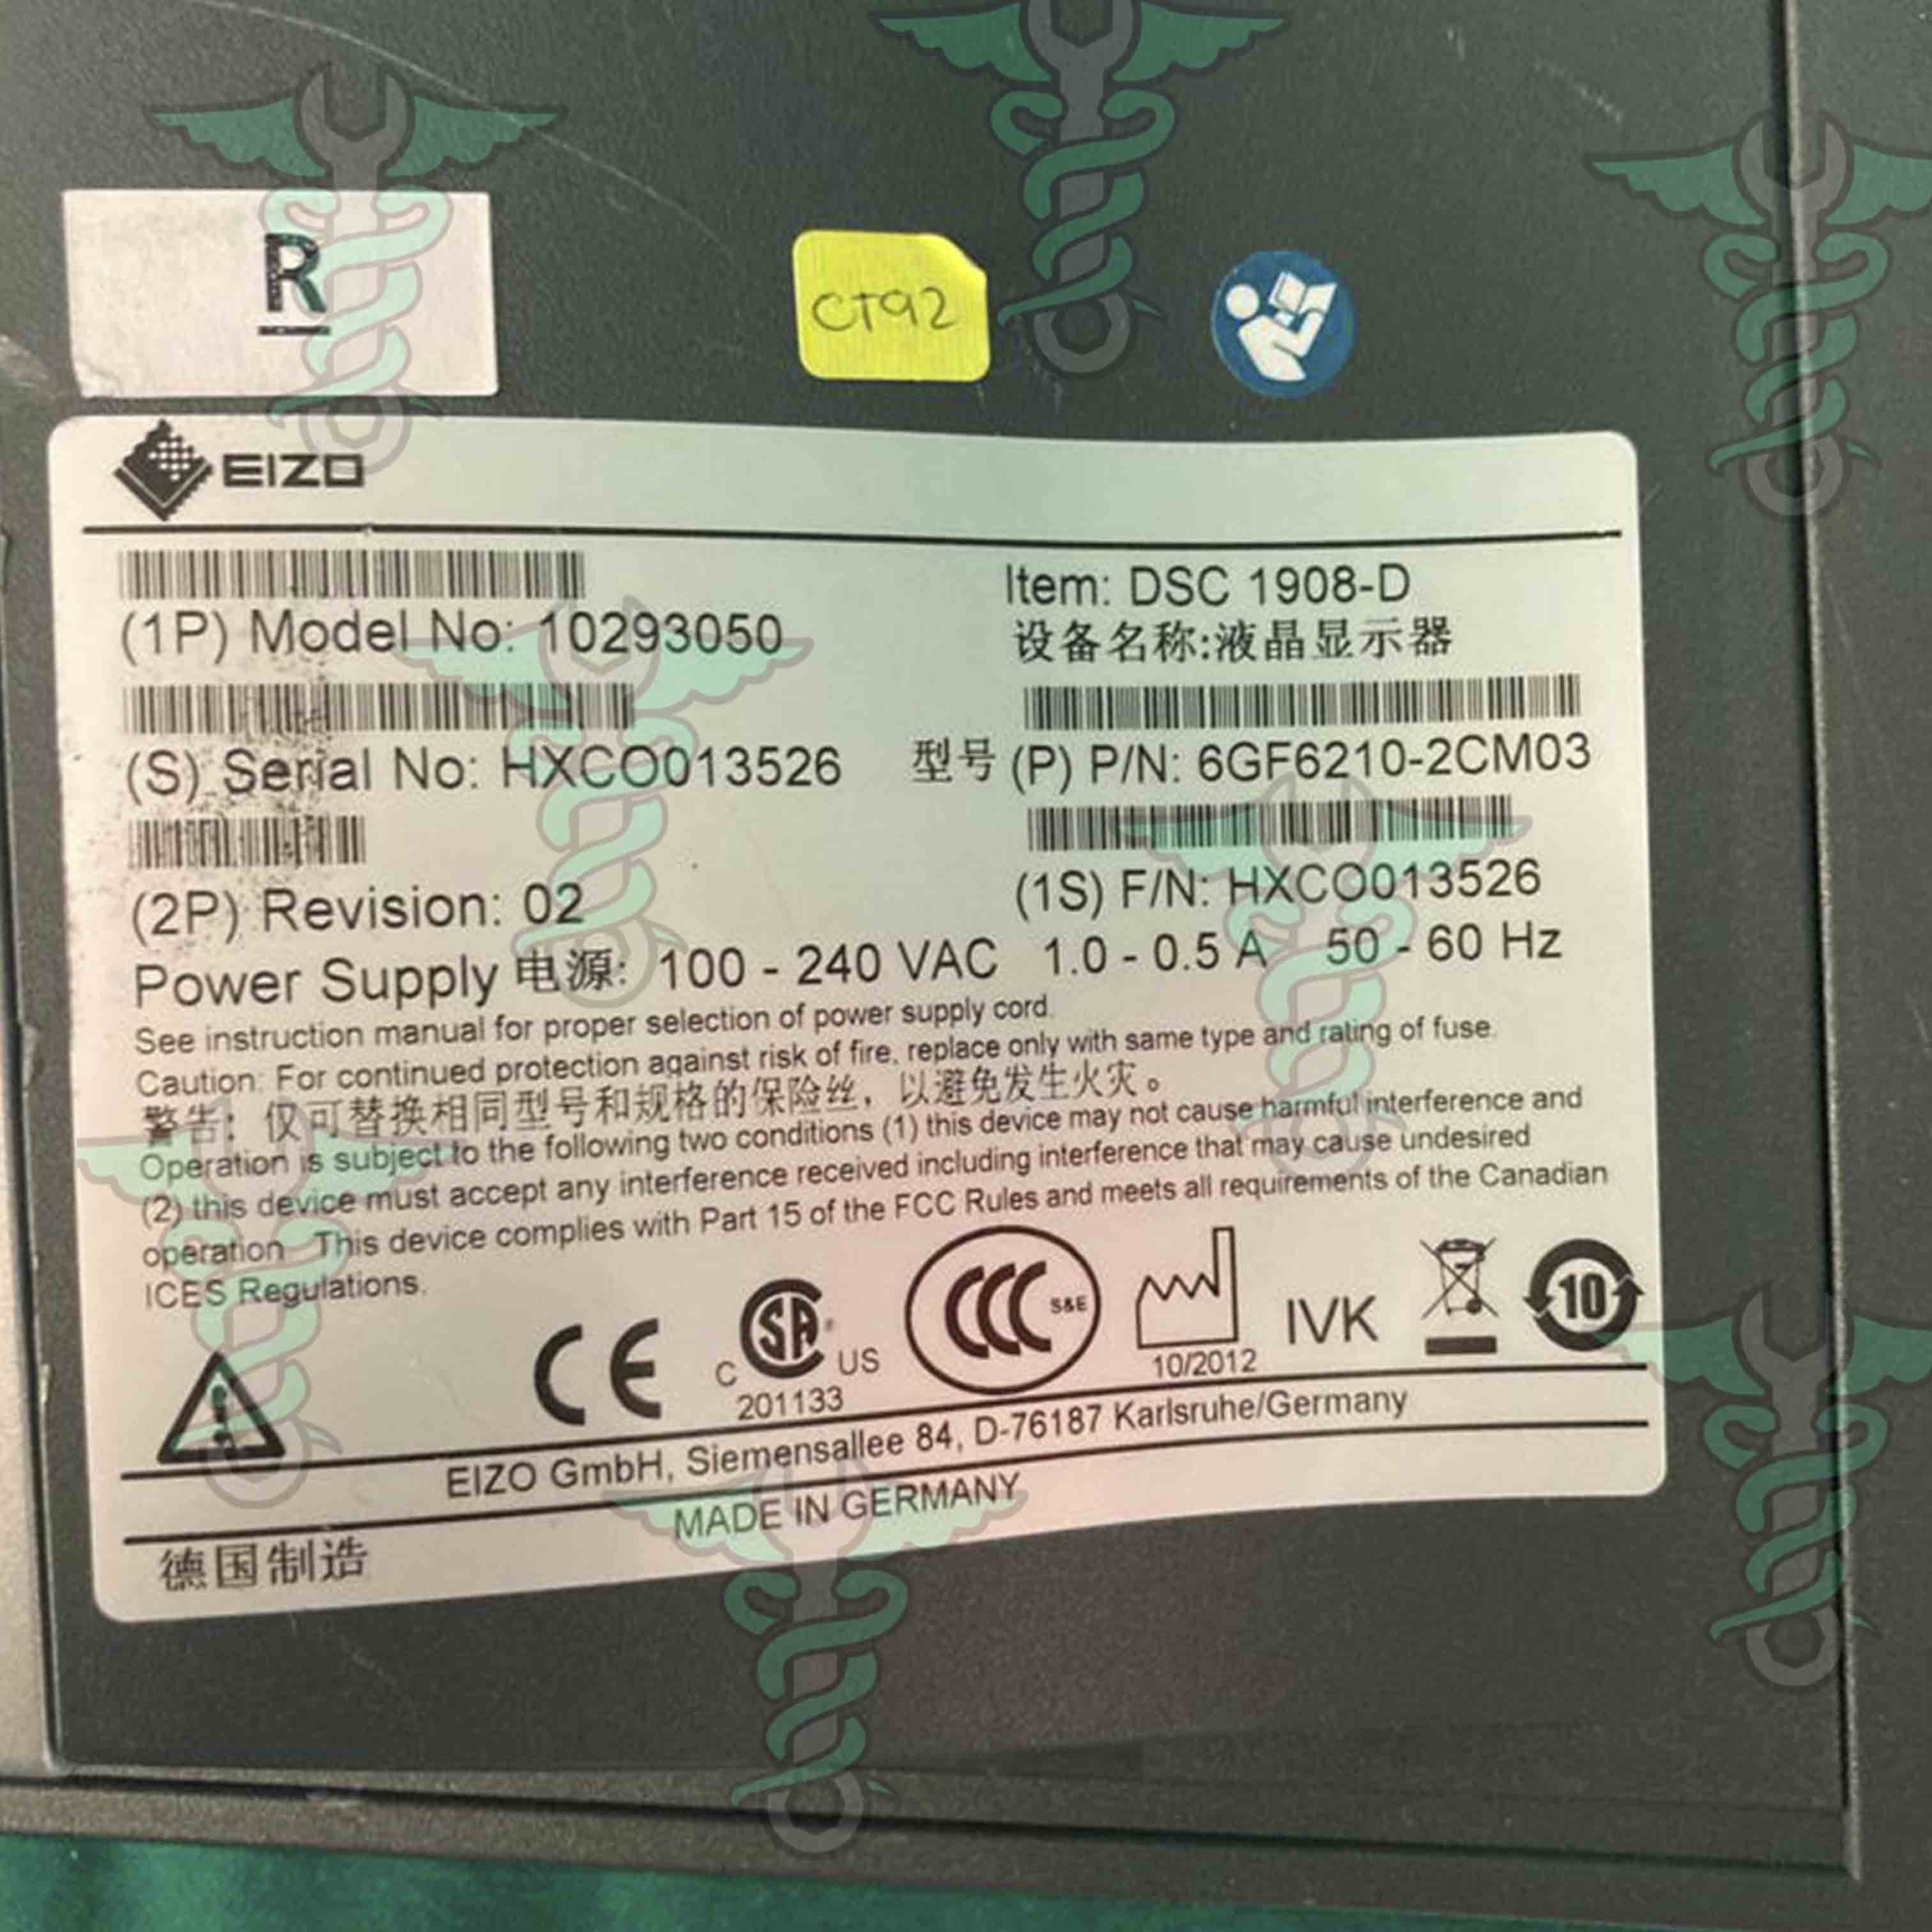 R
CT92
EIZO
(1P) Model No: 10293050
Item: DSC 1908-D
设备名称:液晶显示器
(S) Serial No: HXCO013526
型号 (P) P/N: 6GF6210-2CM03
(2P) Revision: 02
(1S) F/N: HXCO013526
Power Supply 电源: 100 - 240 VAC 1.0 - 0.5 A 50 - 60 Hz
See instruction manual for proper selection of power supply cord.
Caution: For continued protection against risk of fire, replace only with same type and rating of fuse.
警告: 仅可替换相同型号和规格的保险丝，以避免发生火灾。
Operation is subject to the following two conditions (1) this device may not cause harmful interference and
(2) this device must accept any interference received including interference that may cause undesired
operation. This device complies with Part 15 of the FCC Rules and meets all requirements of the Canadian
ICES Regulations.
CE
C SA US
201133
CCC S&E
10/2012
IVK
10
EIZO GmbH, Siemensallee 84, D-76187 Karlsruhe/Germany
MADE IN GERMANY
德国制造